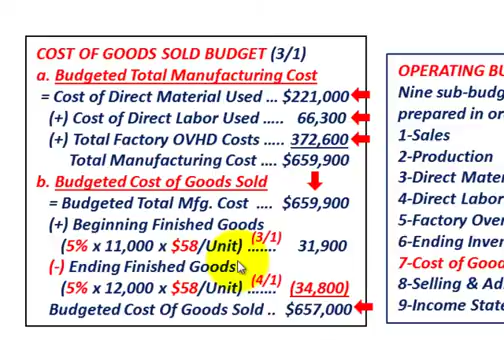 COST OF GOODS SOLD BUDGET (3/1)
a. Budgeted Total Manufacturing Cost
= Cost of Direct Material Used ... $221,000
(+) Cost of Direct Labor Used ..... 66,300
(+) Total Factory OVHD Costs ..... 372,600
Total Manufacturing Cost .... $659,900
b. Budgeted Cost of Goods Sold
= Budgeted Total Mfg. Cost .... $659,900
(+) Beginning Finished Goods
(5% x 11,000 x $58/Unit) (3/1) ....... 31,900
(-) Ending Finished Goods
(5% x 12,000 x $58/Unit) (4/1) ....... (34,800)
Budgeted Cost Of Goods Sold .. $657,000
OPERATING BU
Nine sub-budg
prepared in or
1-Sales
2-Production
3-Direct Mater
4-Direct Labor
5-Factory Over
6-Ending Inven
7-Cost of Good
8-Selling & Ad
9-Income State